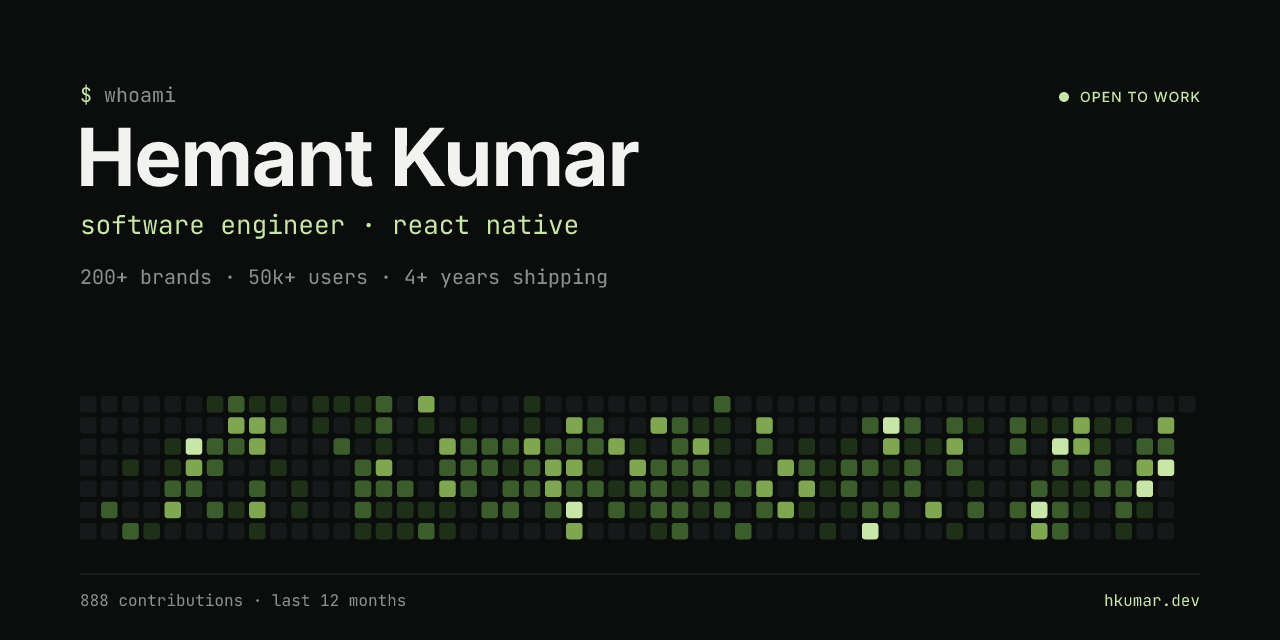 $ whoami
OPEN TO WORK
Hemant Kumar
software engineer · react native
200+ brands · 50k+ users · 4+ years shipping
888 contributions · last 12 months
hkumar.dev